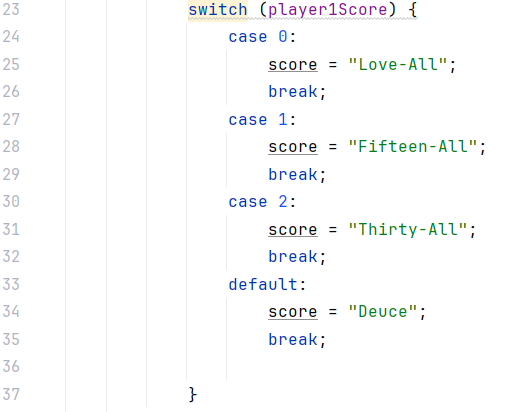 23 switch (player1Score) {
24 case 0:
25 score = "Love-All";
26 break;
27 case 1:
28 score = "Fifteen-All";
29 break;
30 case 2:
31 score = "Thirty-All";
32 break;
33 default:
34 score = "Deuce";
35 break;
36
37 }